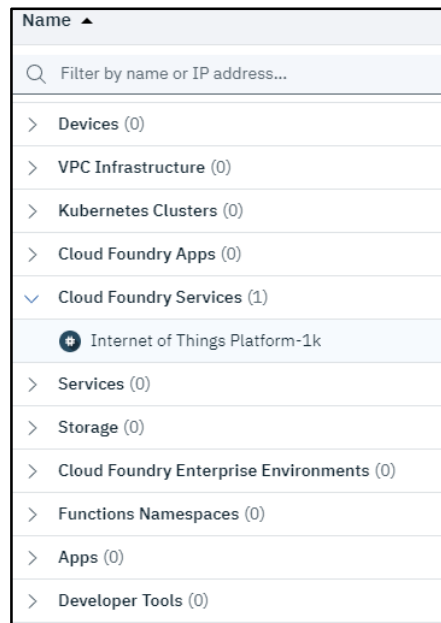 Name
Filter by name or IP address...
Devices (0)
VPC Infrastructure (0)
Kubernetes Clusters (0)
Cloud Foundry Apps (0)
Cloud Foundry Services (1)
Internet of Things Platform-1k
Services (0)
Storage (0)
Cloud Foundry Enterprise Environments (0)
Functions Namespaces (0)
Apps (0)
Developer Tools (0)